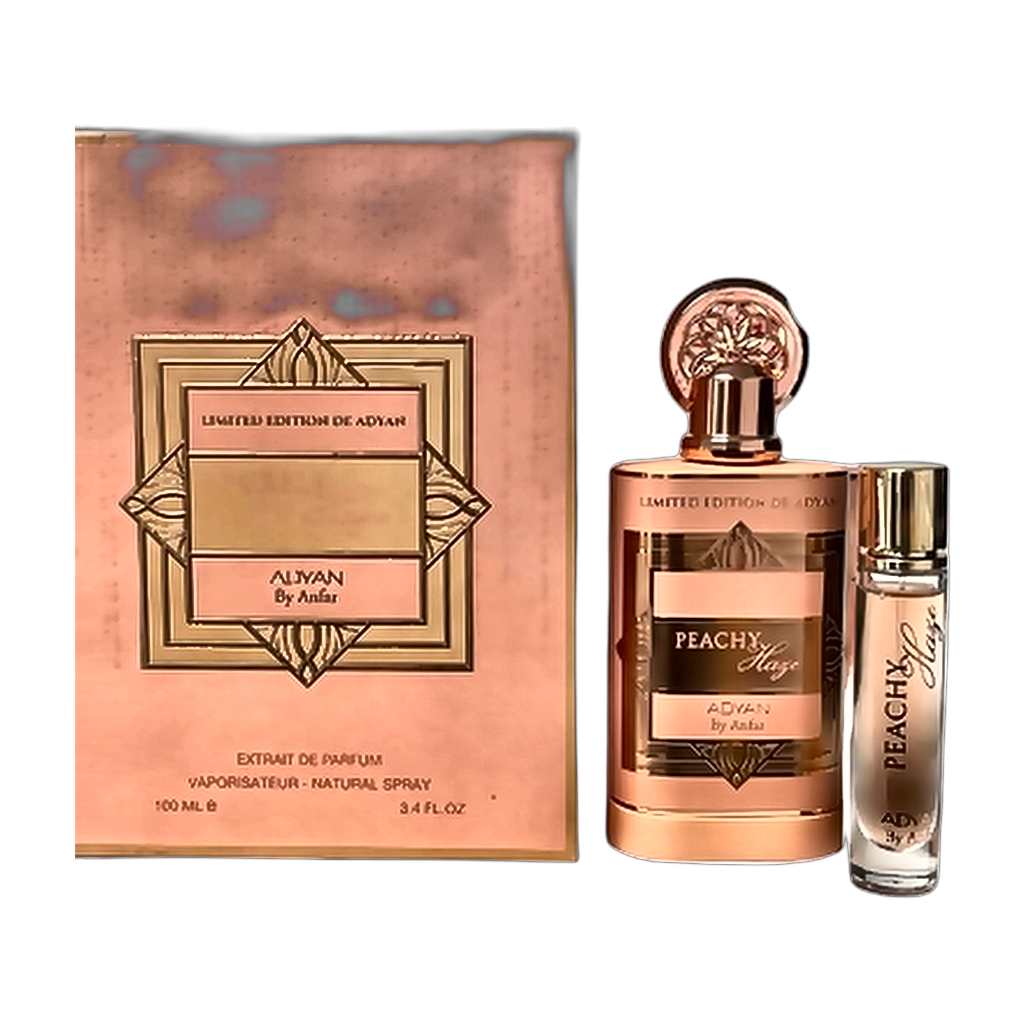 LIMITED EDITION DE ADYAN
ADYAN
By Anfar
EXTRAIT DE PARFUM
VAPORISATEUR - NATURAL SPRAY
100 ML e
3.4 FL.OZ
LIMITED EDITION DE ADYAN
PEACHY
Haze
ADYAN
By Anfar
PEACHY
Haze